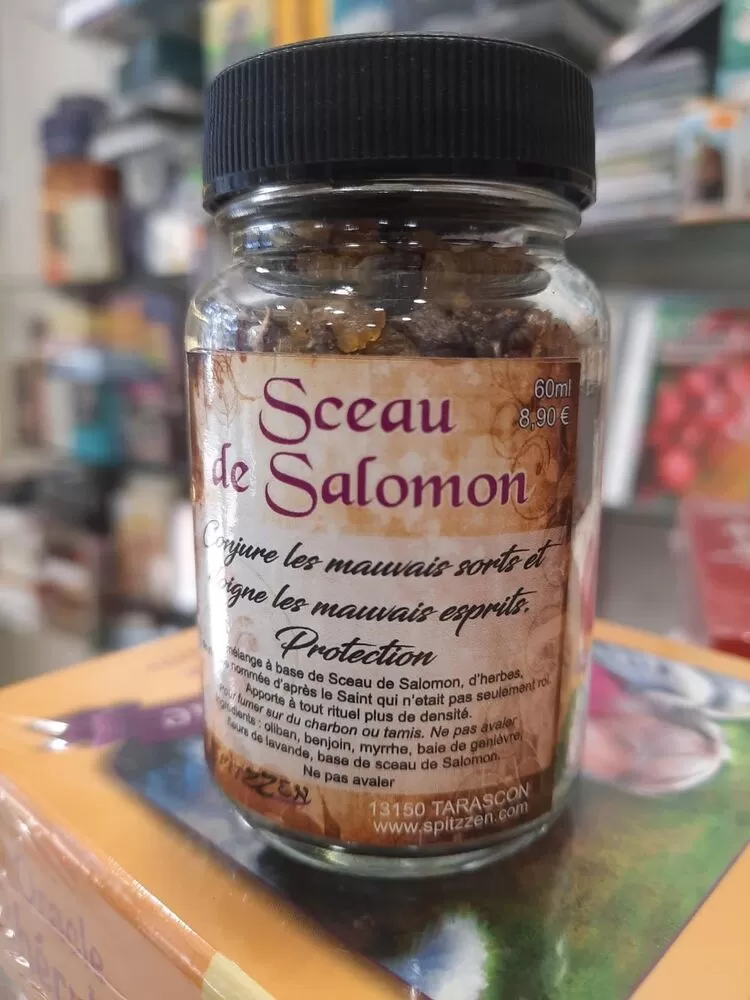 60ml
8,90 €
Sceau
de Salomon
Conjure les mauvais sorts et
les mauvais esprits.
Protection
mélange à base de Sceau de Salomon, d'herbes,
nommée d'après le Saint qui n'etait pas seulement roi.
Apporte à tout rituel plus de densité.
Pour fumer sur du charbon ou tamis. Ne pas avaler
: oliban, benjoin, myrrhe, baie de genièvre,
fleurs de lavande, base de sceau de Salomon.
Ne pas avaler
13150 TARASCON
www.spitzzen.com